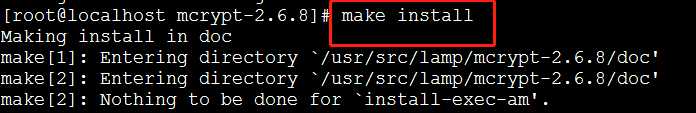 [root@localhost mcrypt-2.6.8]# make install
Making install in doc
make[1]: Entering directory `/usr/src/lamp/mcrypt-2.6.8/doc'
make[2]: Entering directory `/usr/src/lamp/mcrypt-2.6.8/doc'
make[2]: Nothing to be done for `install-exec-am'.